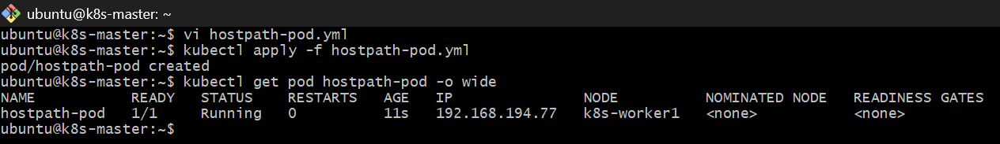 ubuntu@k8s-master: ~
ubuntu@k8s-master:~$ vi hostpath-pod.yml
ubuntu@k8s-master:~$ kubectl apply -f hostpath-pod.yml
pod/hostpath-pod created
ubuntu@k8s-master:~$ kubectl get pod hostpath-pod -o wide
NAME           READY   STATUS    RESTARTS   AGE   IP               NODE          NOMINATED NODE   READINESS GATES
hostpath-pod   1/1     Running   0          11s   192.168.194.77   k8s-worker1   <none>           <none>
ubuntu@k8s-master:~$